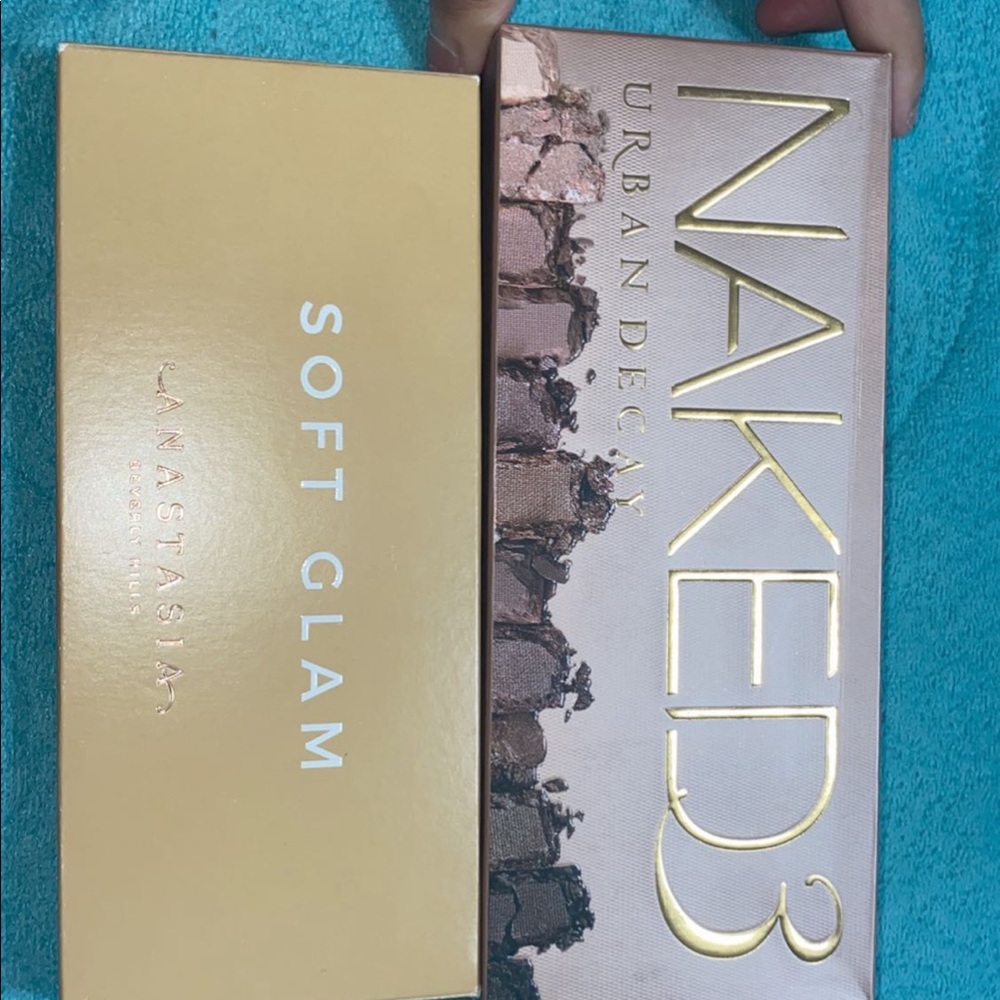 SOFT GLAM
ANASTASIA
BEVERLY HILLS
NAKED3
URBAN DECAY